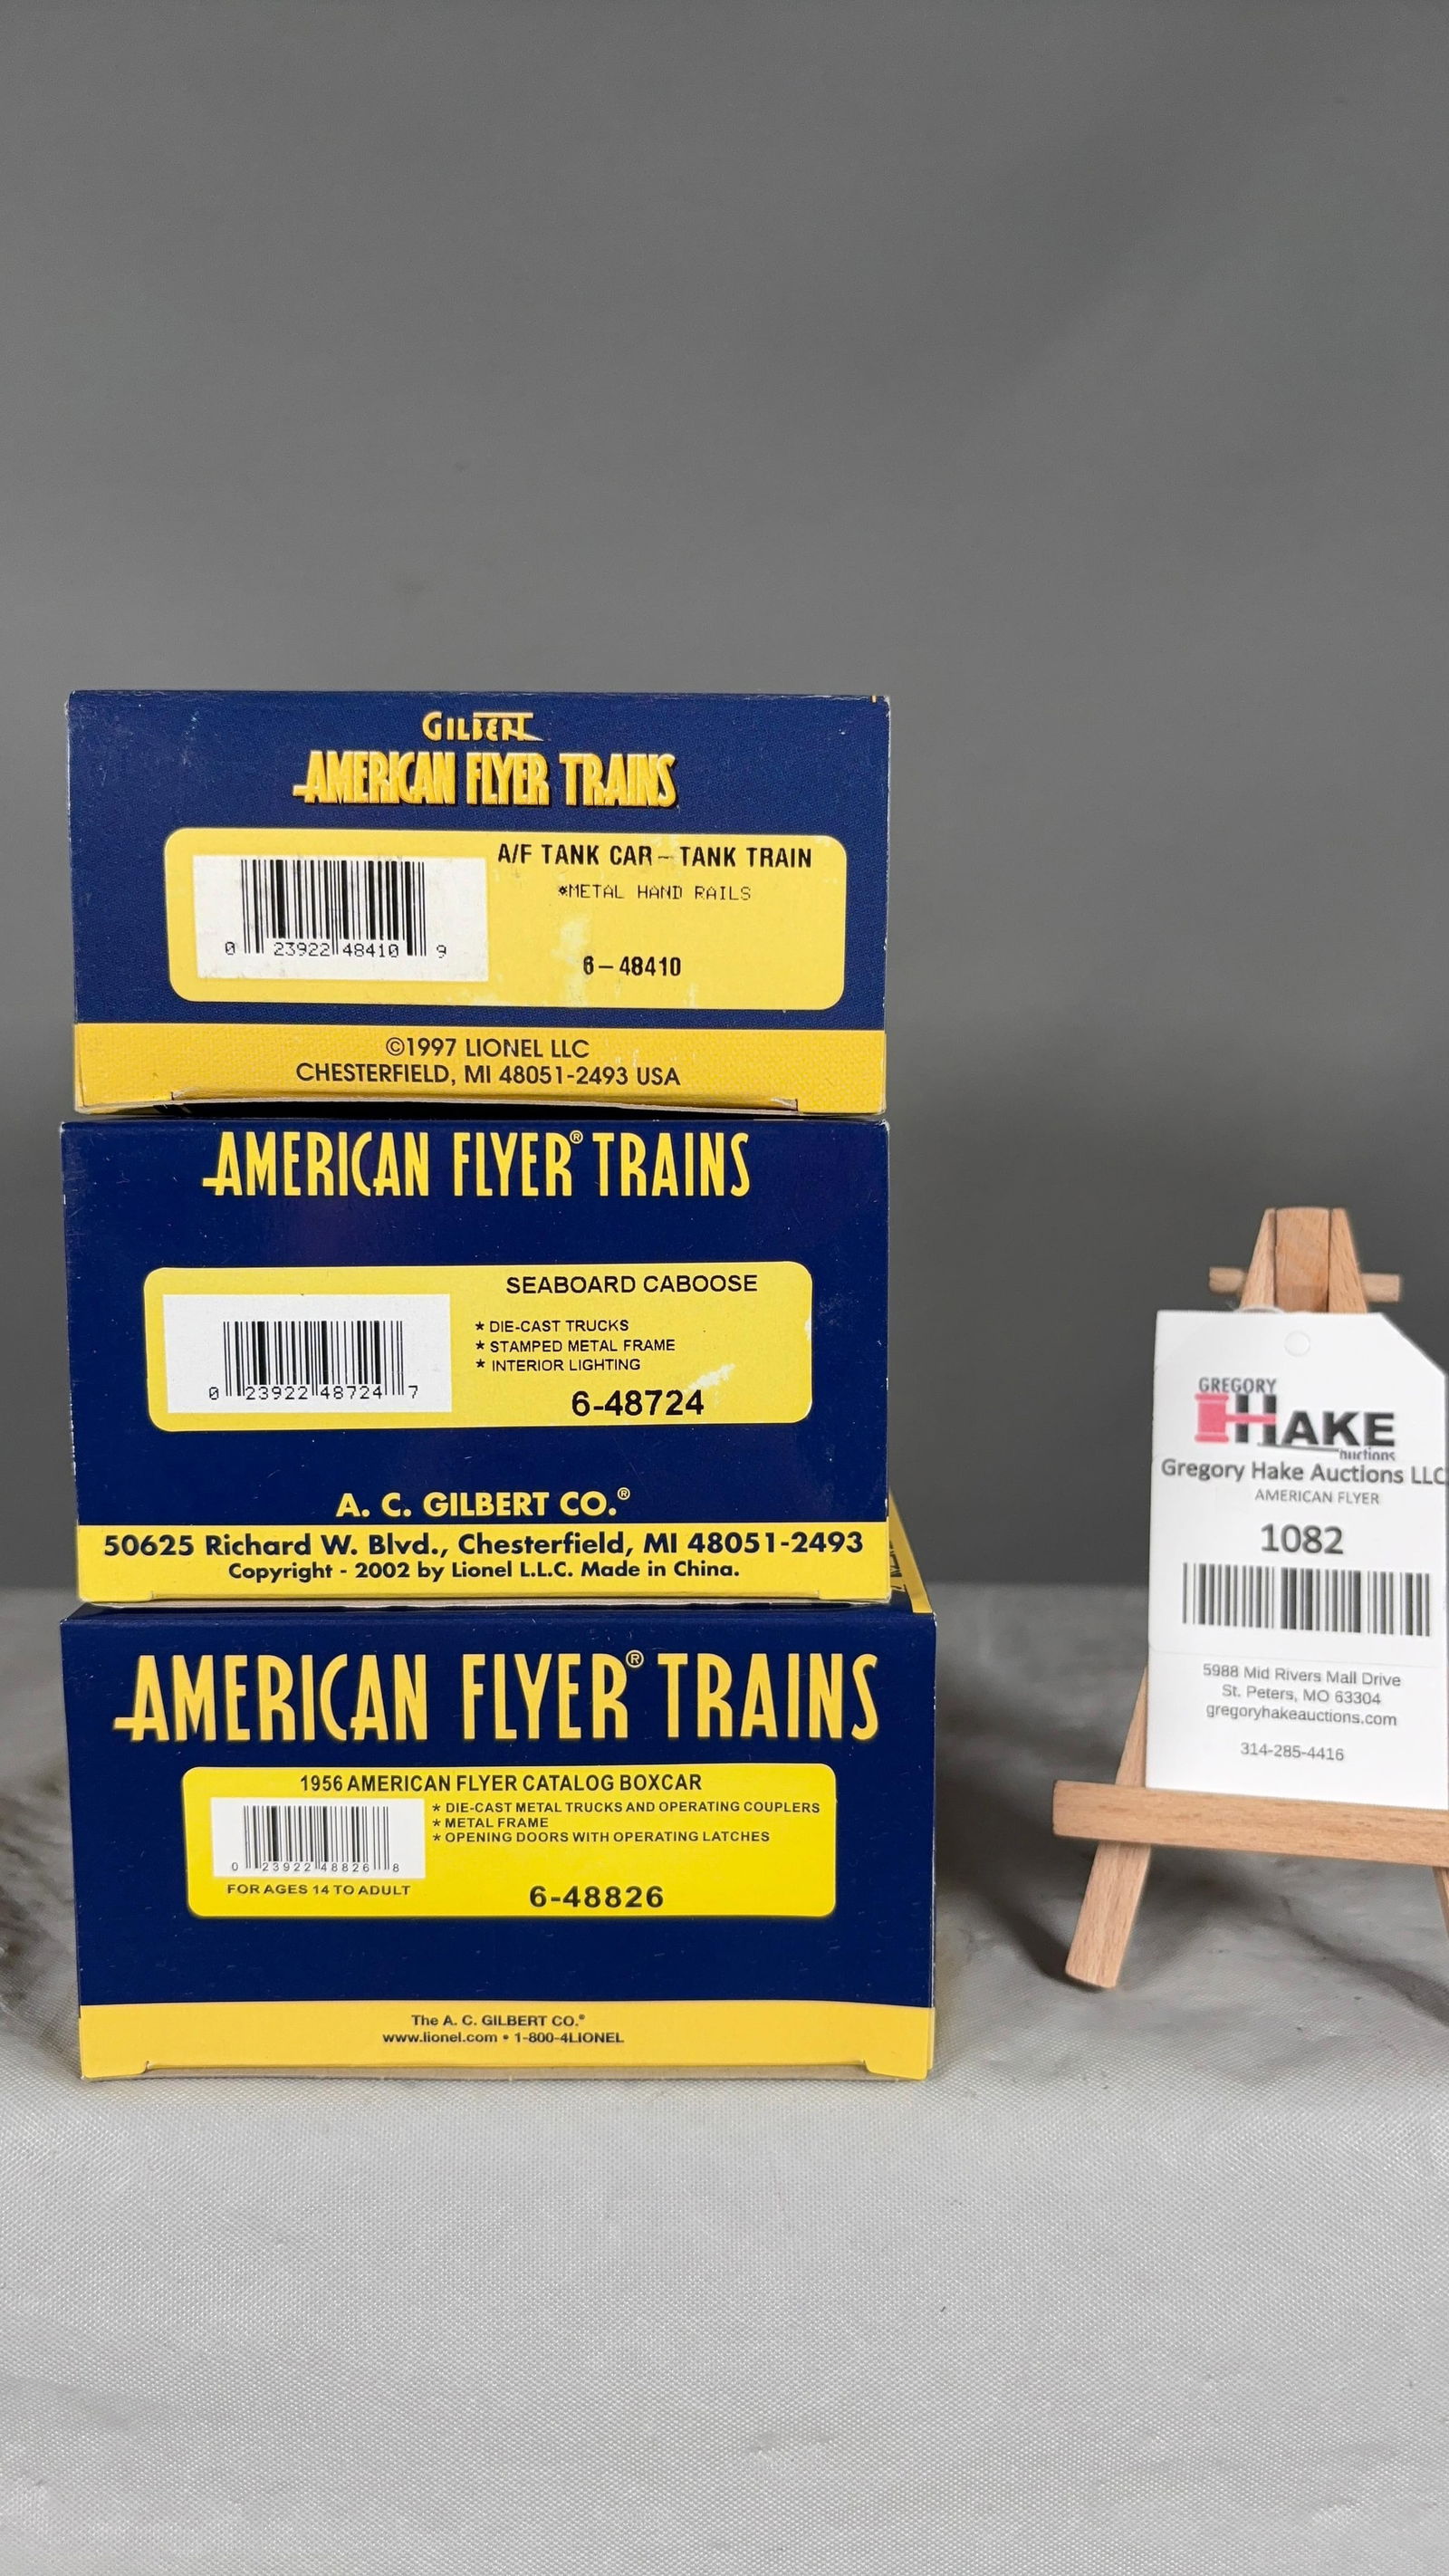 GILBERT
AMERICAN FLYER TRAINS
A/F TANK CAR – TANK TRAIN
*METAL HAND RAILS
0 23922 48410 9
6–48410
©1997 LIONEL LLC
CHESTERFIELD, MI 48051-2493 USA
AMERICAN FLYER® TRAINS
SEABOARD CABOOSE
* DIE-CAST TRUCKS
* STAMPED METAL FRAME
* INTERIOR LIGHTING
0 23922 48724 7
6-48724
A. C. GILBERT CO.®
50625 Richard W. Blvd., Chesterfield, MI 48051-2493
Copyright - 2002 by Lionel L.L.C. Made in China.
AMERICAN FLYER® TRAINS
1956 AMERICAN FLYER CATALOG BOXCAR
* DIE-CAST METAL TRUCKS AND OPERATING COUPLERS
* METAL FRAME
* OPENING DOORS WITH OPERATING LATCHES
0 23922 48826 8
FOR AGES 14 TO ADULT
6-48826
The A. C. GILBERT CO.®
www.lionel.com • 1-800-4LIONEL
GREGORY
HAKE
auctions
Gregory Hake Auctions LLC
AMERICAN FLYER
1082
5988 Mid Rivers Mall Drive
St. Peters, MO 63304
gregoryhakeauctions.com
314-285-4416